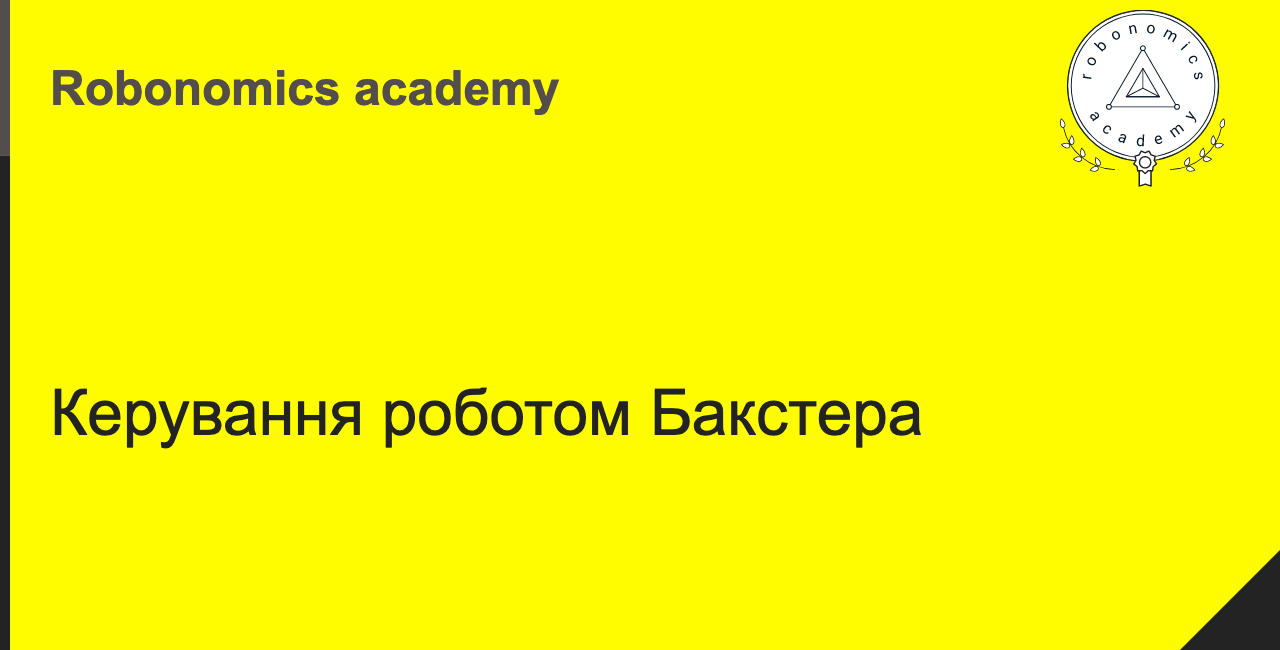 Robonomics academy
robonomics
academy
Керування роботом Бакстера